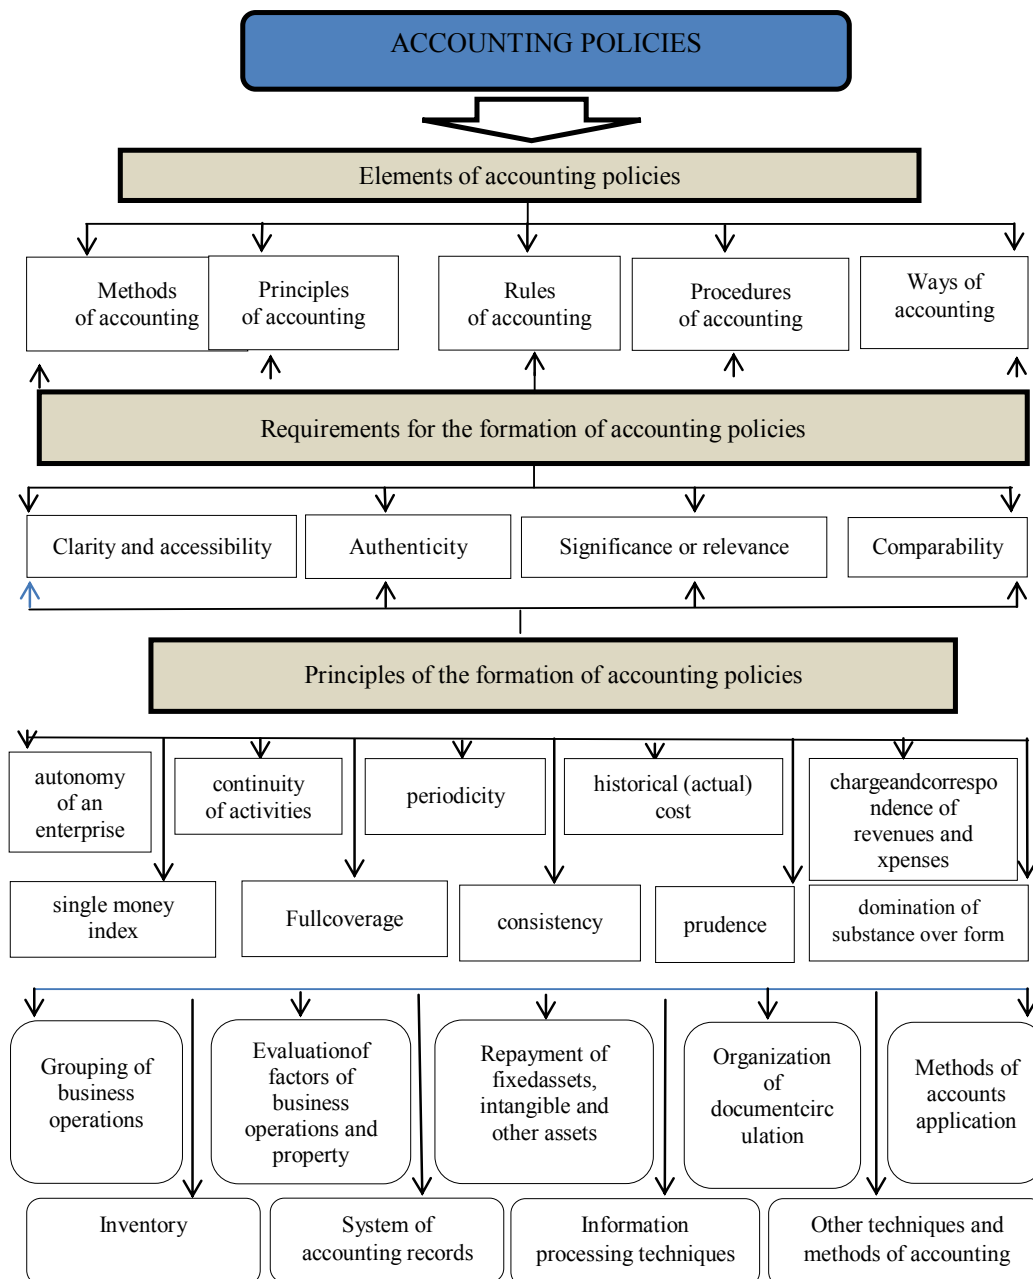 ACCOUNTING POLICIES
Elements of accounting policies
Methods
of accounting
Principles
of accounting
Rules
of accounting
Procedures
of accounting
Ways of
accounting
Requirements for the formation of accounting policies
Clarity and accessibility
Authenticity
Significance or relevance
Comparability
Principles of the formation of accounting policies
autonomy
of an
enterprise
continuity
of activities
periodicity
historical (actual)
cost
chargeandcorrespo
ndence of
revenues and
xpenses
single money
index
Fullcoverage
consistency
prudence
domination of
substance over form
Grouping of
business
operations
Evaluationof
factors of
business
operations and
property
Repayment of
fixedassets,
intangible and
other assets
Organization
of
documentcirc
ulation
Methods of
accounts
application
Inventory
System of
accounting records
Information
processing techniques
Other techniques and
methods of accounting